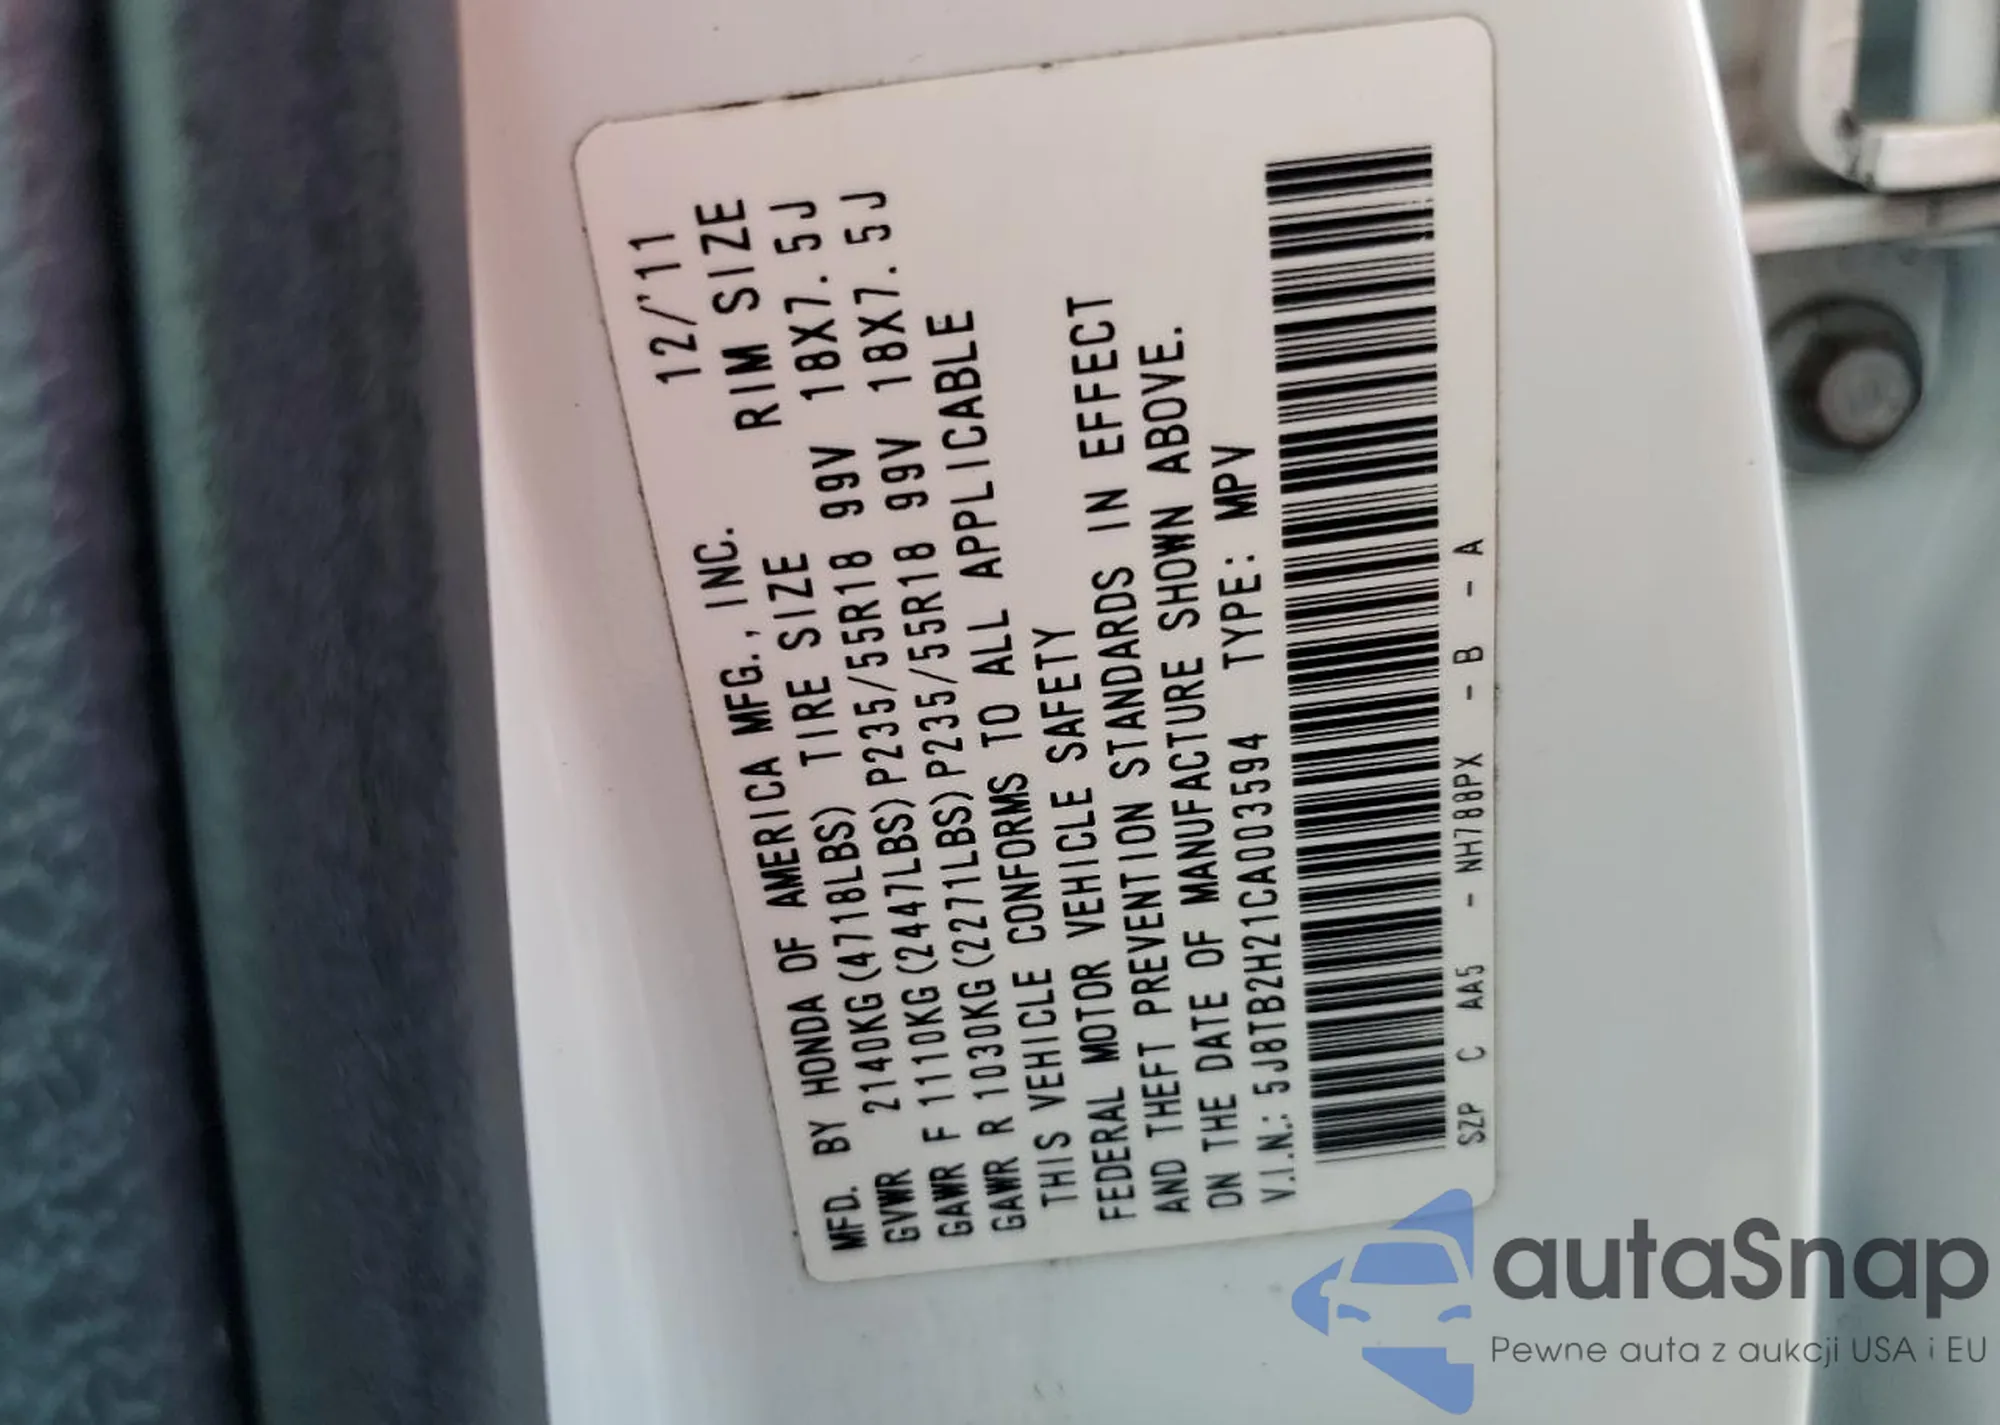 MFD. BY HONDA OF AMERICA MFG., INC. 12/'11
GVWR 2140KG(4718LBS) TIRE SIZE RIM SIZE
GAWR F 1110KG(2447LBS)P235/55R18 99V 18X7.5J
GAWR R 1030KG(2271LBS)P235/55R18 99V 18X7.5J
THIS VEHICLE CONFORMS TO ALL APPLICABLE
FEDERAL MOTOR VEHICLE SAFETY
AND THEFT PREVENTION STANDARDS IN EFFECT
ON THE DATE OF MANUFACTURE SHOWN ABOVE.
V.I.N.: 5J8TB2H21CA003594 TYPE: MPV
SZP C AA5 - NH788PX - B - A
autaSnap
Pewne auta z aukcji USA i EU